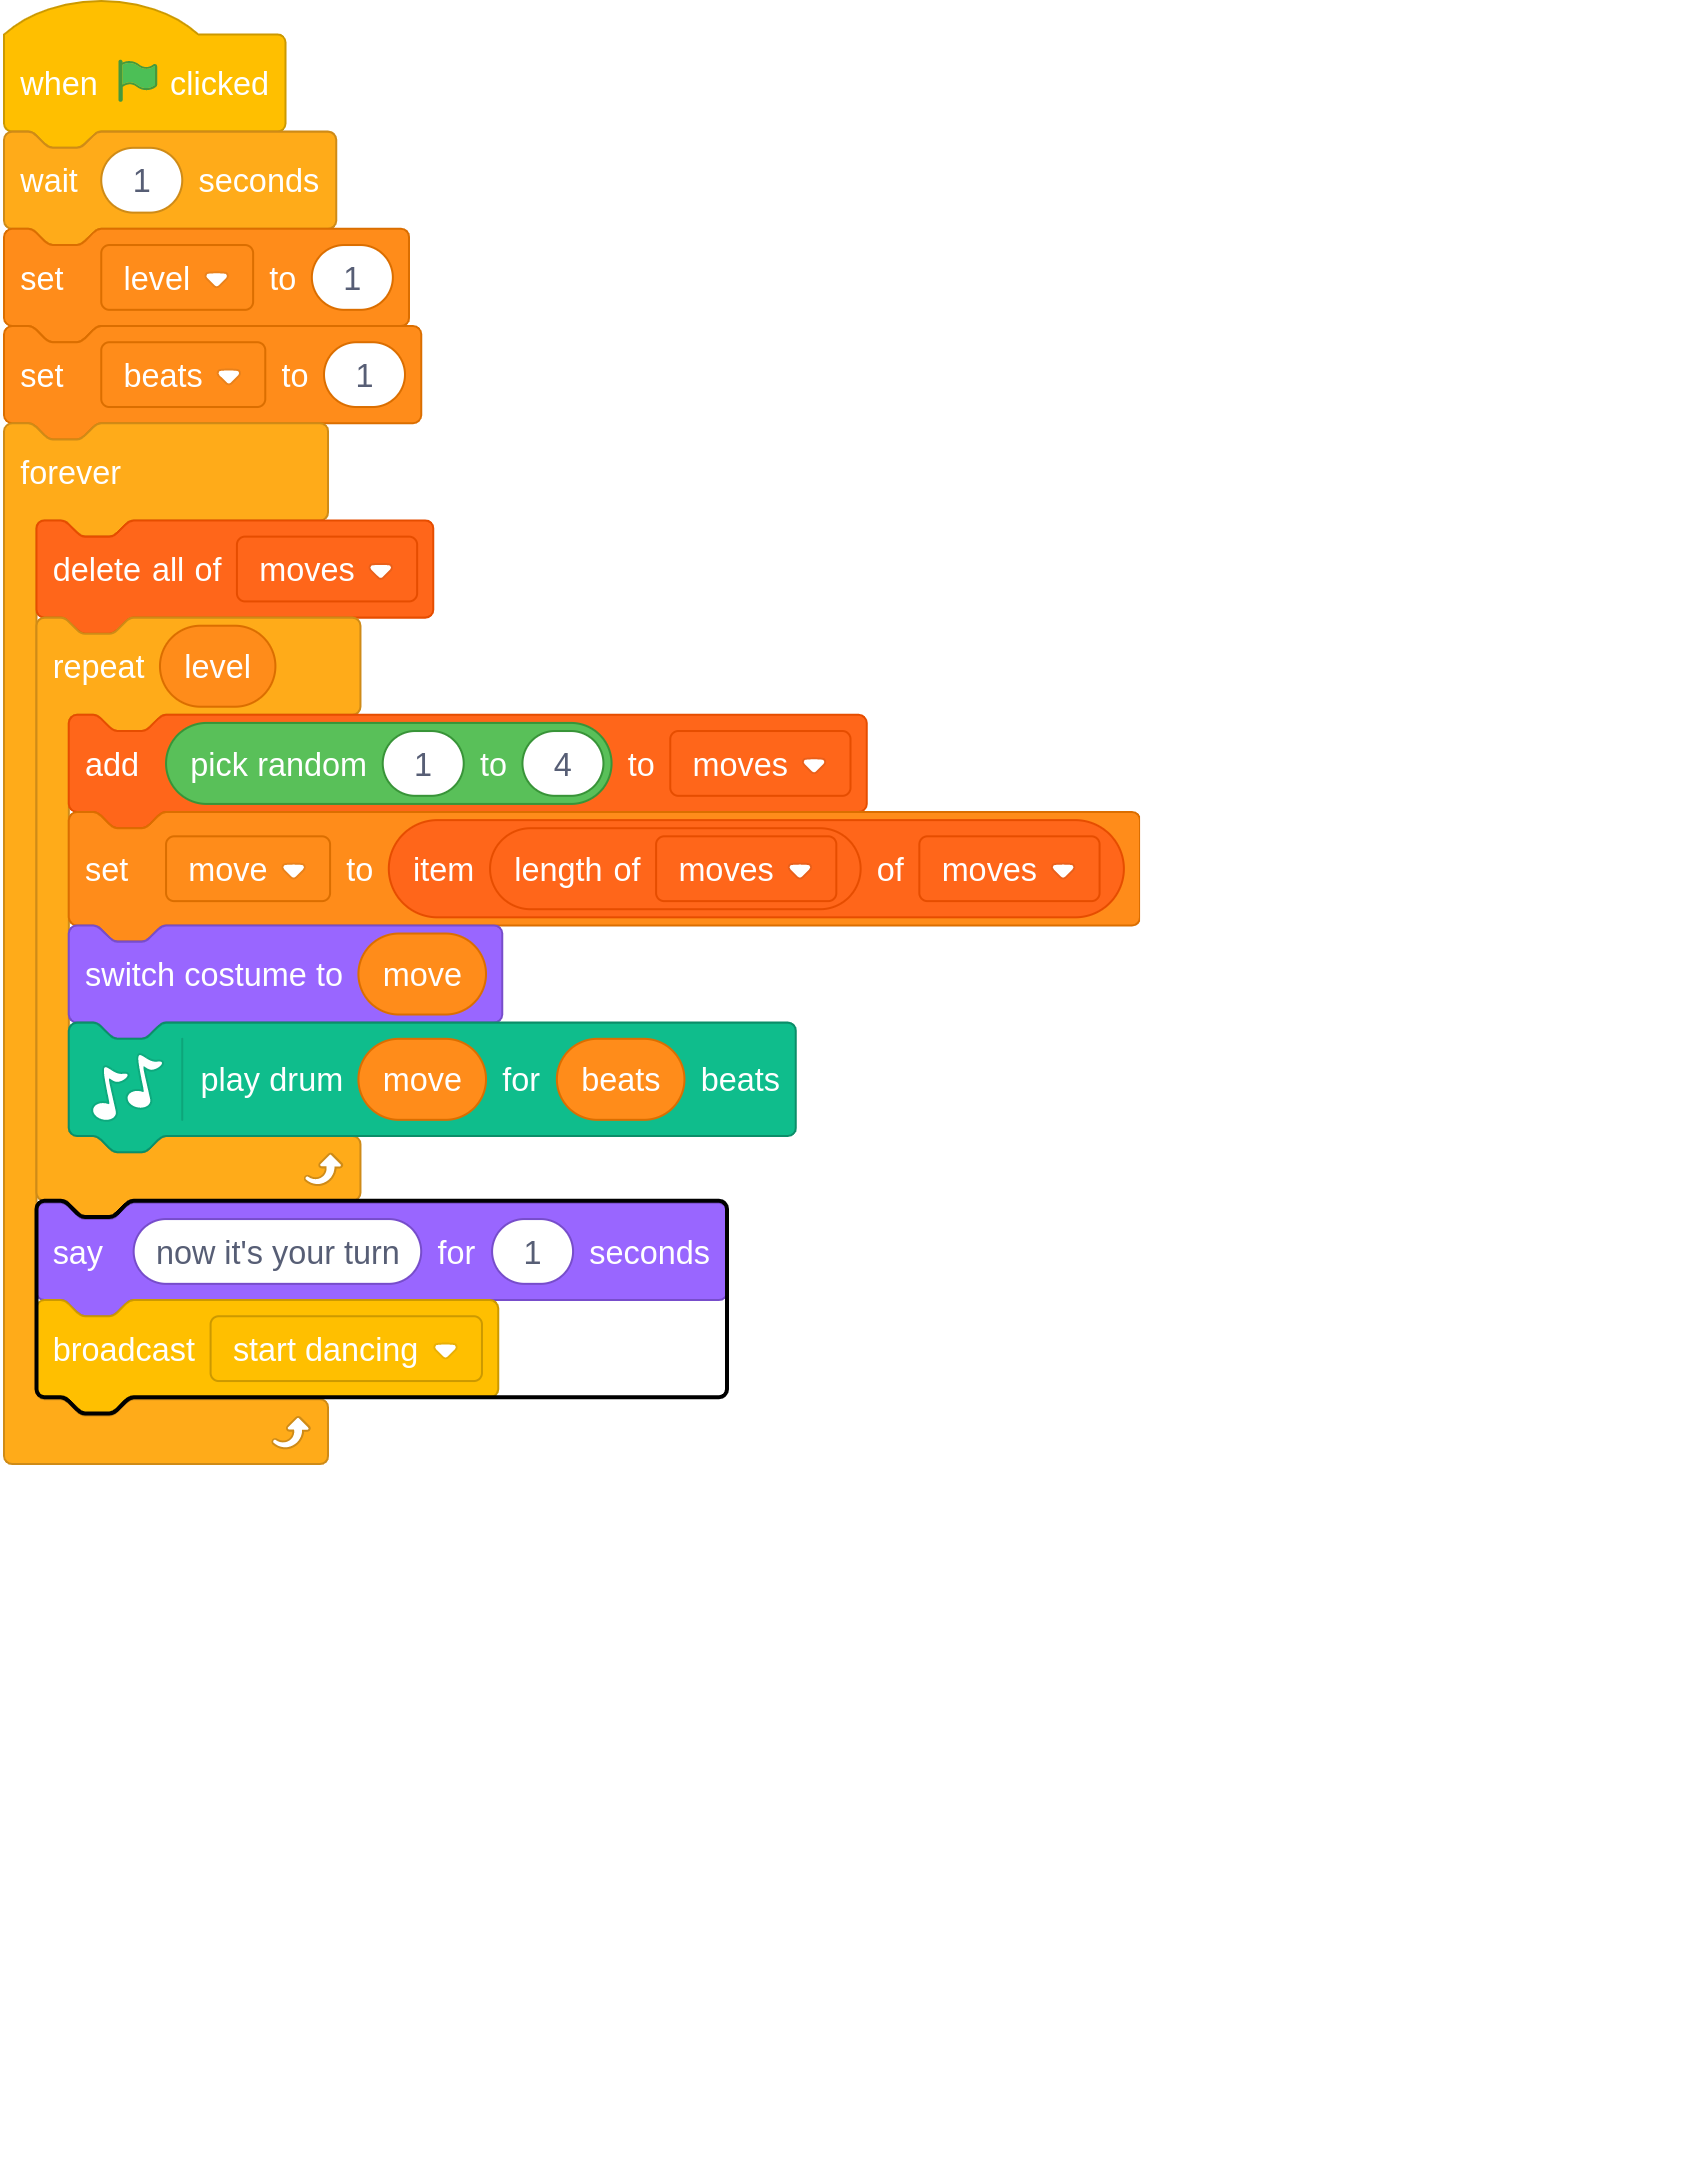 when clicked
wait 1 seconds
set level to 1
set beats to 1
forever
delete all of moves
repeat level
add pick random 1 to 4 to moves
set move to item length of moves of moves
switch costume to move
play drum move for beats beats
say now it's your turn for 1 seconds
broadcast start dancing